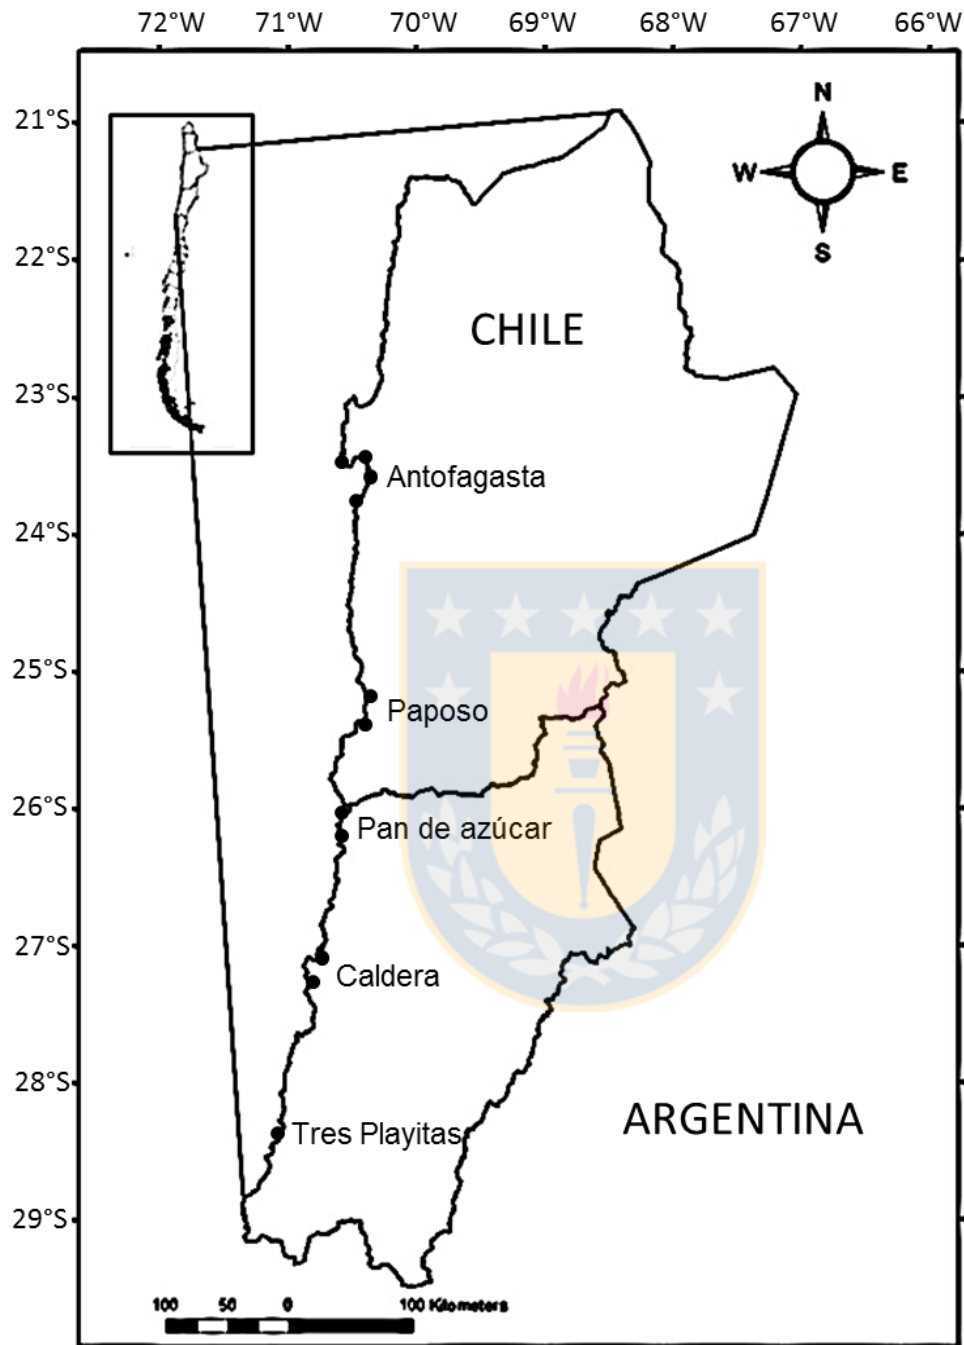 72°W 71°W 70°W 69°W 68°W 67°W 66°W
21°S
22°S
23°S
24°S
25°S
26°S
27°S
28°S
29°S
N
W E
S
CHILE
Antofagasta
Paposo
Pan de azúcar
Caldera
Tres Playitas
ARGENTINA
100 50 0 100 Kilometers